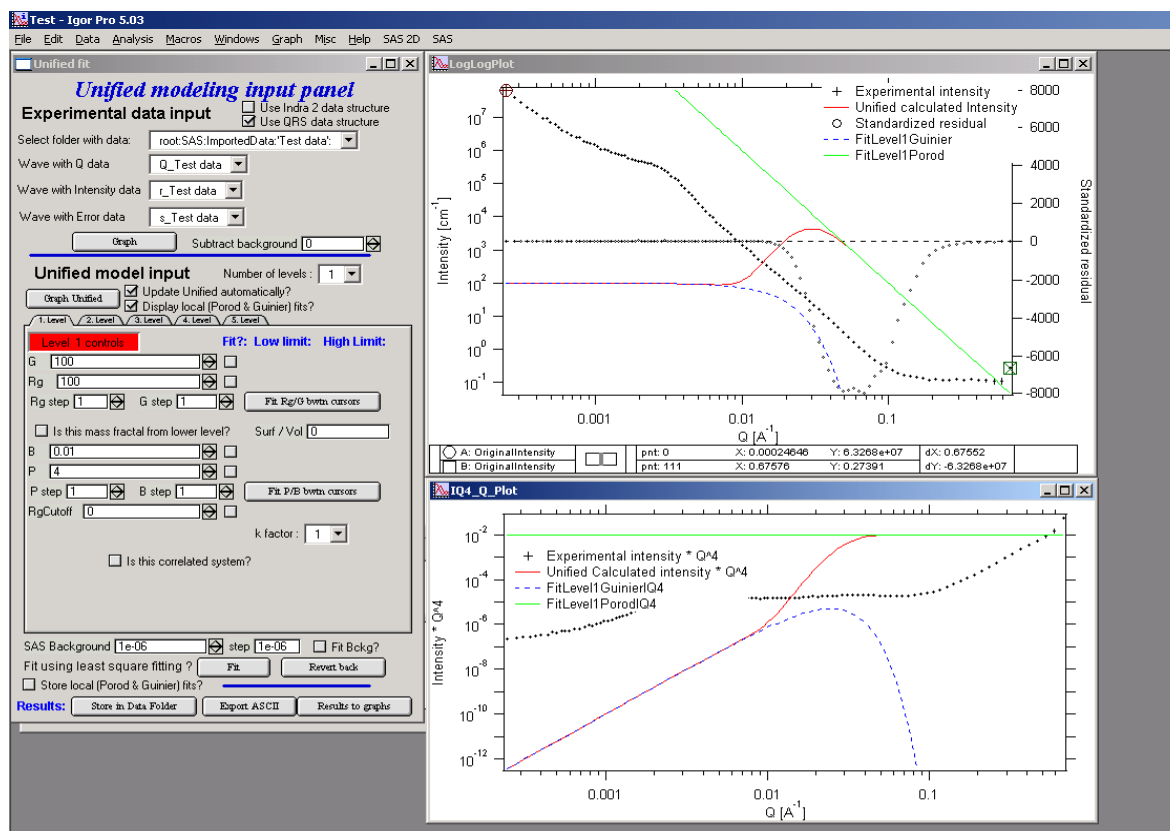 Test - Igor Pro 5.03
File Edit Data Analysis Macros Windows Graph Misc Help SAS 2D SAS
Unified fit
Unified modeling input panel
Experimental data input
Use Indra 2 data structure
Use QRS data structure
Select folder with data: root:SAS:ImportedData:'Test data':
Wave with Q data Q_Test data
Wave with Intensity data r_Test data
Wave with Error data s_Test data
Graph Subtract background 0
Unified model input Number of levels : 1
Graph Unified
Update Unified automatically?
Display local (Porod & Guinier) fits?
1. Level 2. Level 3. Level 4. Level 5. Level
Level 1 controls Fit?: Low limit: High Limit:
G 100
Rg 100
Rg step 1 G step 1 Fit Rg/G bwtn cursors
Is this mass fractal from lower level? Surf / Vol 0
B 0.01
P 4
P step 1 B step 1 Fit P/B bwtn cursors
RgCutoff 0
k factor : 1
Is this correlated system?
SAS Background 1e-06 step 1e-06 Fit Bckg?
Fit using least square fitting ? Fit Revert back
Store local (Porod & Guinier) fits?
Results: Store in Data Folder Export ASCII Results to graphs
LogLogPlot
Intensity [cm-1]
10^7
10^6
10^5
10^4
10^3
10^2
10^1
10^0
10^-1
Experimental intensity
Unified calculated Intensity
Standardized residual
FitLevel1Guinier
FitLevel1Porod
8000
6000
4000
2000
0
-2000
-4000
-6000
-8000
Standardized residual
0.001 0.01 0.1
Q [A-1]
A: OriginalIntensity pnt: 0 X: 0.00024646 Y: 6.3268e+07 dX: 0.67552
B: OriginalIntensity pnt: 111 X: 0.67576 Y: 0.27391 dY: -6.3268e+07
IQ4_Q_Plot
Intensity * Q^4
10^-2
10^-4
10^-6
10^-8
10^-10
10^-12
Experimental intensity * Q^4
Unified Calculated intensity * Q^4
FitLevel1GuinierIQ4
FitLevel1PorodIQ4
0.001 0.01 0.1
Q [A-1]